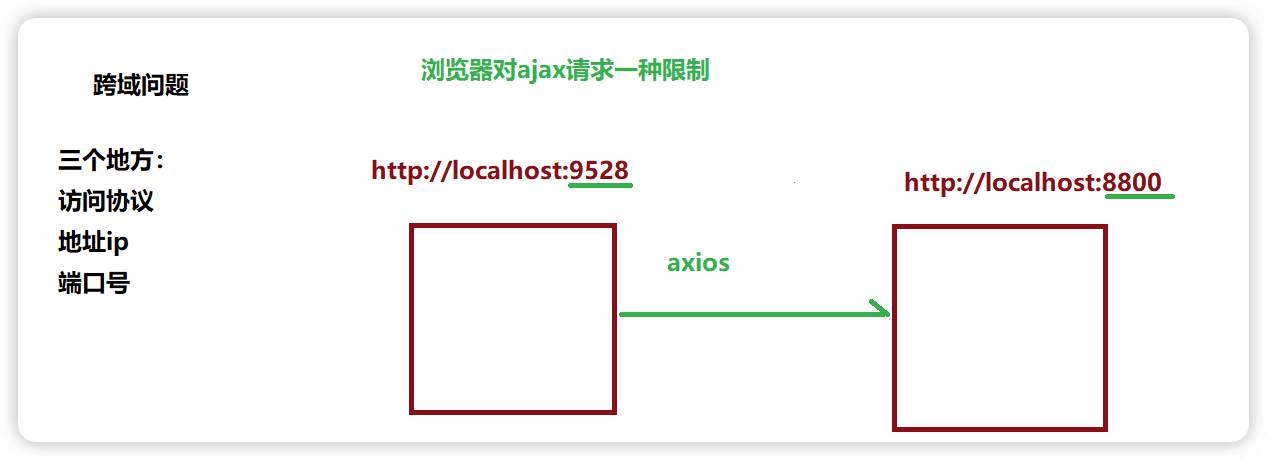 跨域问题
浏览器对ajax请求一种限制
三个地方：
访问协议
地址ip
端口号
http://localhost:9528
http://localhost:8800
axios